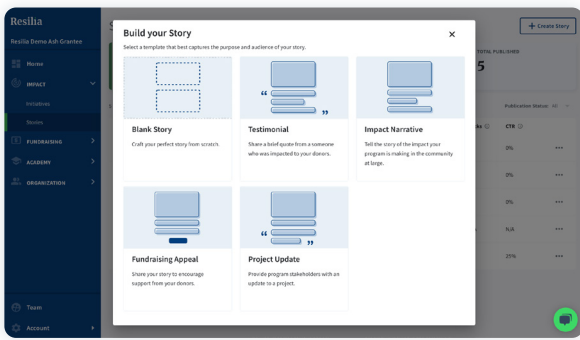 Resilia
Resilia Demo Ash Grantee
Home
IMPACT
Initiatives
Stories
FUNDRAISING
ACADEMY
ORGANIZATION
Team
Account
Build your Story
Select a template that best captures the purpose and audience of your story.
Blank Story
Craft your perfect story from scratch.
Testimonial
Share a brief quote from a someone
who was impacted to your donors.
Impact Narrative
Tell the story of the impact your
program is making in the community
at large.
Fundraising Appeal
Share your story to encourage
support from your donors.
Project Update
Provide program stakeholders with an
update to a project.
S
+ Create Story
TOTAL PUBLISHED
5
Publication Status All
CTR
0%
0%
0%
N/A
25%